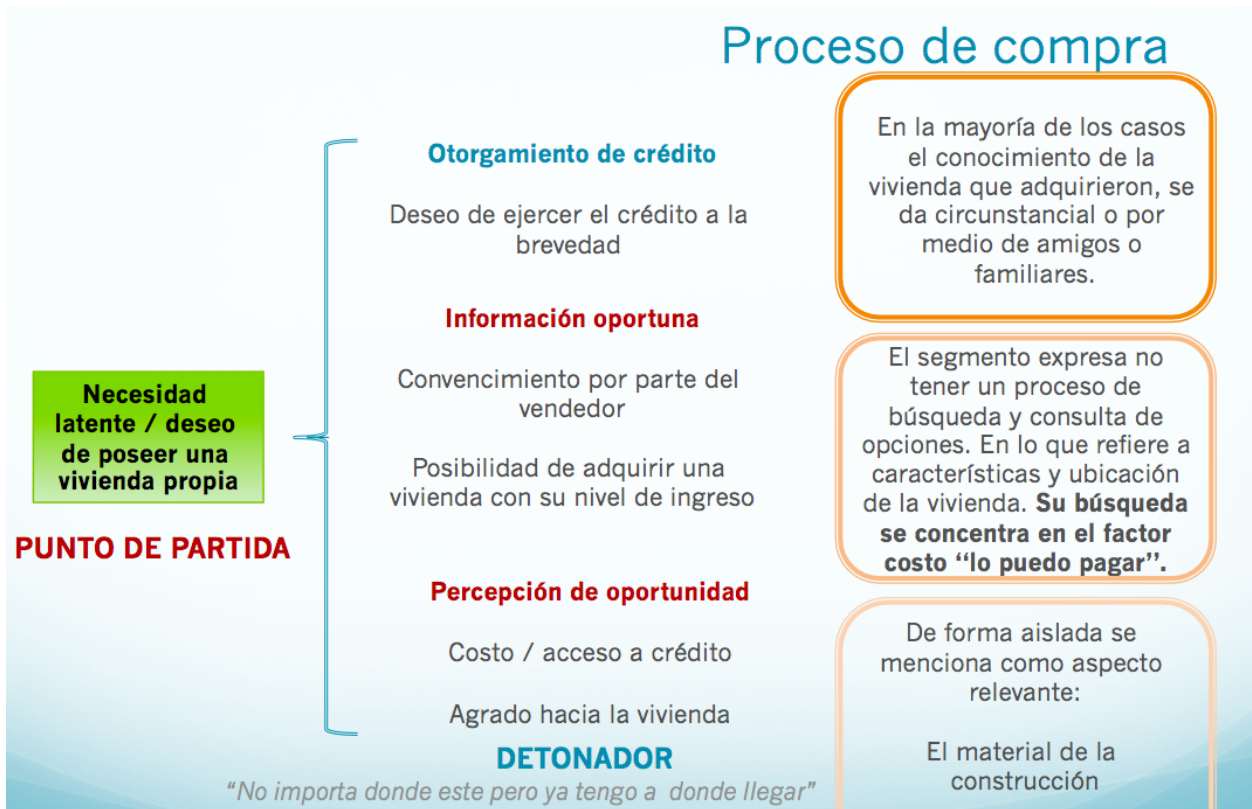 Proceso de compra
Necesidad
latente / deseo
de poseer una
vivienda propia
PUNTO DE PARTIDA
Otorgamiento de crédito
Deseo de ejercer el crédito a la
brevedad
Información oportuna
Convencimiento por parte del
vendedor
Posibilidad de adquirir una
vivienda con su nivel de ingreso
Percepción de oportunidad
Costo / acceso a crédito
Agrado hacia la vivienda
DETONADOR
“No importa donde este pero ya tengo a donde llegar”
En la mayoría de los casos
el conocimiento de la
vivienda que adquirieron, se
da circunstancial o por
medio de amigos o
familiares.
El segmento expresa no
tener un proceso de
búsqueda y consulta de
opciones. En lo que refiere a
características y ubicación
de la vivienda. Su búsqueda
se concentra en el factor
costo “lo puedo pagar”.
De forma aislada se
menciona como aspecto
relevante:
El material de la
construcción